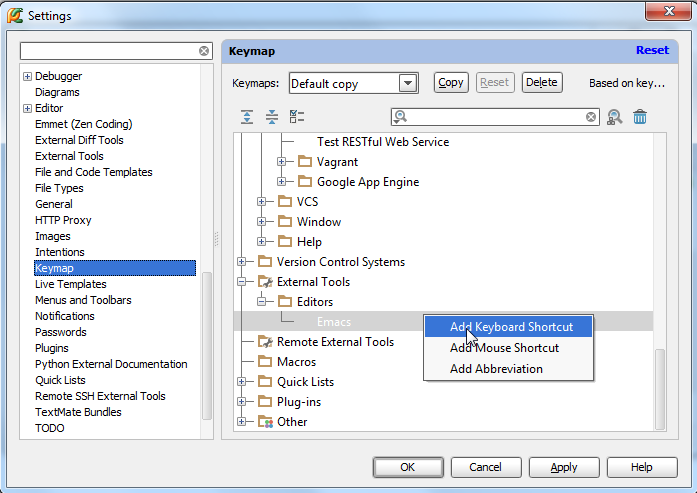 Settings
Keymap
Reset
Debugger
Diagrams
Editor
Emmet (Zen Coding)
External Diff Tools
External Tools
File and Code Templates
File Types
General
HTTP Proxy
Images
Intentions
Keymap
Live Templates
Menus and Toolbars
Notifications
Passwords
Plugins
Python External Documentation
Quick Lists
Remote SSH External Tools
TextMate Bundles
TODO
Keymaps: Default copy Copy Reset Delete Based on key...
Test RESTful Web Service
Vagrant
Google App Engine
VCS
Window
Help
Version Control Systems
External Tools
Editors
Emacs
Remote External Tools
Macros
Quick Lists
Plug-ins
Other
Add Keyboard Shortcut
Add Mouse Shortcut
Add Abbreviation
OK Cancel Apply Help